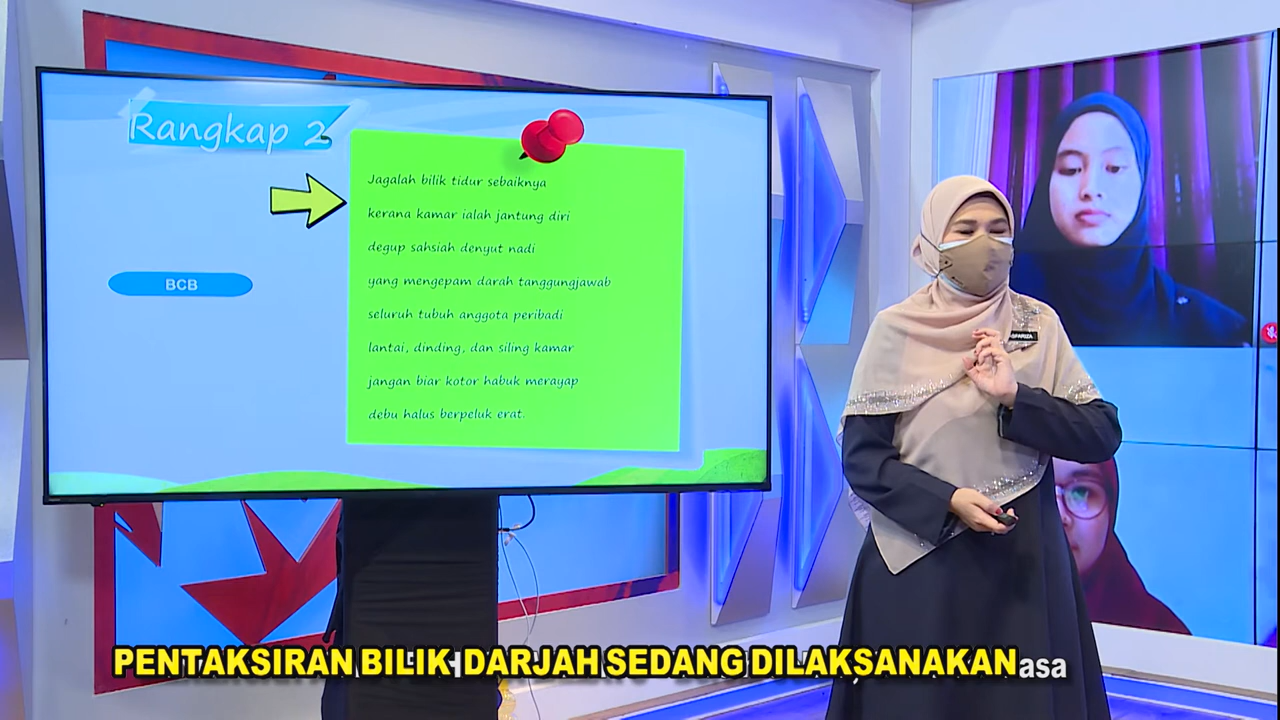 Rangkap 2
Jagalah bilik tidur sebaiknya
kerana kamar ialah jantung diri
degup sahsiah denyut nadi
BCB
yang mengepam darah tanggungjawab
seluruh tubuh anggota peribadi
lantai, dinding, dan siling kamar
jangan biar kotor habuk merayap
debu halus berpeluk erat.
PENTAKSIRAN BILIK DARJAH SEDANG DILAKSANAKAN